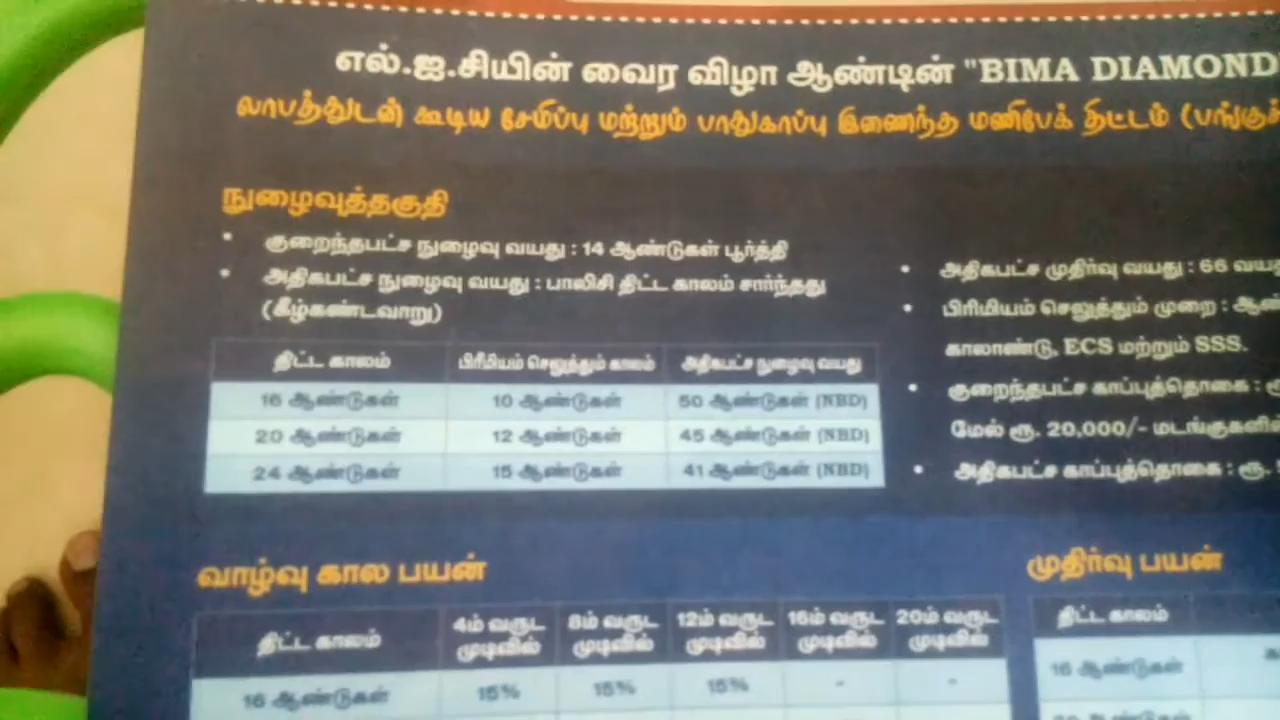 எல்.ஐ.சியின் வைர விழா ஆண்டின் "BIMA DIAMOND
லாபத்துடன் கூடிய சேமிப்பு மற்றும் பாதுகாப்பு இணைந்த மணிபேக் திட்டம்
நுழைவுத்தகுதி
• குறைந்தபட்ச நுழைவு வயது : 14 ஆண்டுகள் பூர்த்தி
• அதிகபட்ச நுழைவு வயது : பாலிசி திட்ட காலம் சார்ந்தது
(கீழ்கண்டவாறு)
திட்ட காலம் பிரீமியம் செலுத்தும் காலம் அதிகபட்ச நுழைவு வயது
16 ஆண்டுகள் 10 ஆண்டுகள் 50 ஆண்டுகள் (NBD)
20 ஆண்டுகள் 12 ஆண்டுகள் 45 ஆண்டுகள் (NBD)
24 ஆண்டுகள் 15 ஆண்டுகள் 41 ஆண்டுகள் (NBD)
• அதிகபட்ச முதிர்வு வயது : 66
• பிரிமியம் செலுத்தும் முறை :
காலாண்டு, ECS மற்றும் SSS.
• குறைந்தபட்ச காப்புத்தொகை :
மேல் ரூ. 20,000/-
• அதிகபட்ச காப்புத்தொகை : ரூ.
வாழ்வு கால பயன்
திட்ட காலம் 4ம் வருட முடிவில் 8ம் வருட முடிவில் 12ம் வருட முடிவில் 16ம் வருட முடிவில் 20ம் வருட முடிவில்
16 ஆண்டுகள் 15% 15% 15% - -
முதிர்வு பயன்
திட்ட காலம்
16 ஆண்டுகள்